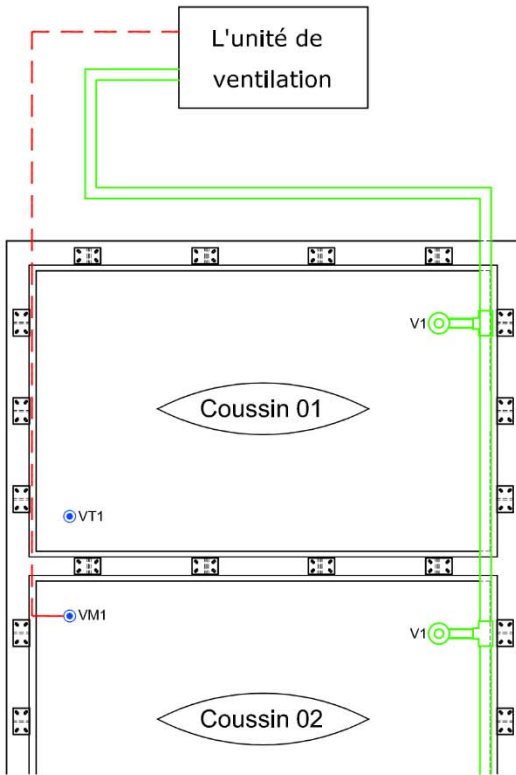 L'unité de
ventilation
V1
Coussin 01
VT1
VM1
V1
Coussin 02